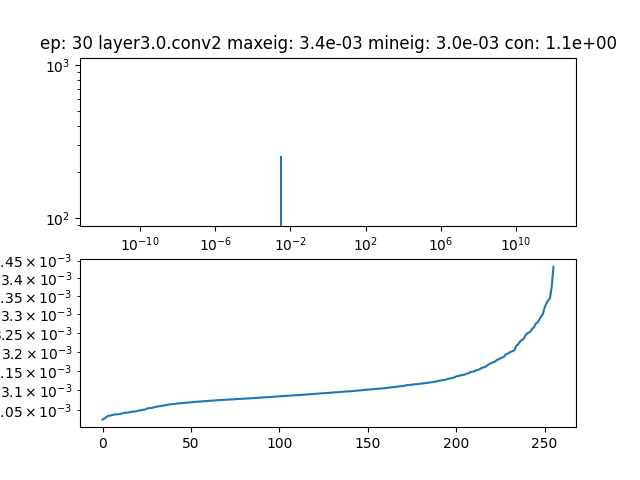 ep: 30 layer3.0.conv2 maxeig: 3.4e-03 mineig: 3.0e-03 con: 1.1e+00
10³
10²
10⁻¹⁰ 10⁻⁶ 10⁻² 10² 10⁶ 10¹⁰
.45 × 10⁻³
3.4 × 10⁻³
.35 × 10⁻³
3.3 × 10⁻³
.25 × 10⁻³
3.2 × 10⁻³
.15 × 10⁻³
3.1 × 10⁻³
.05 × 10⁻³
0 50 100 150 200 250